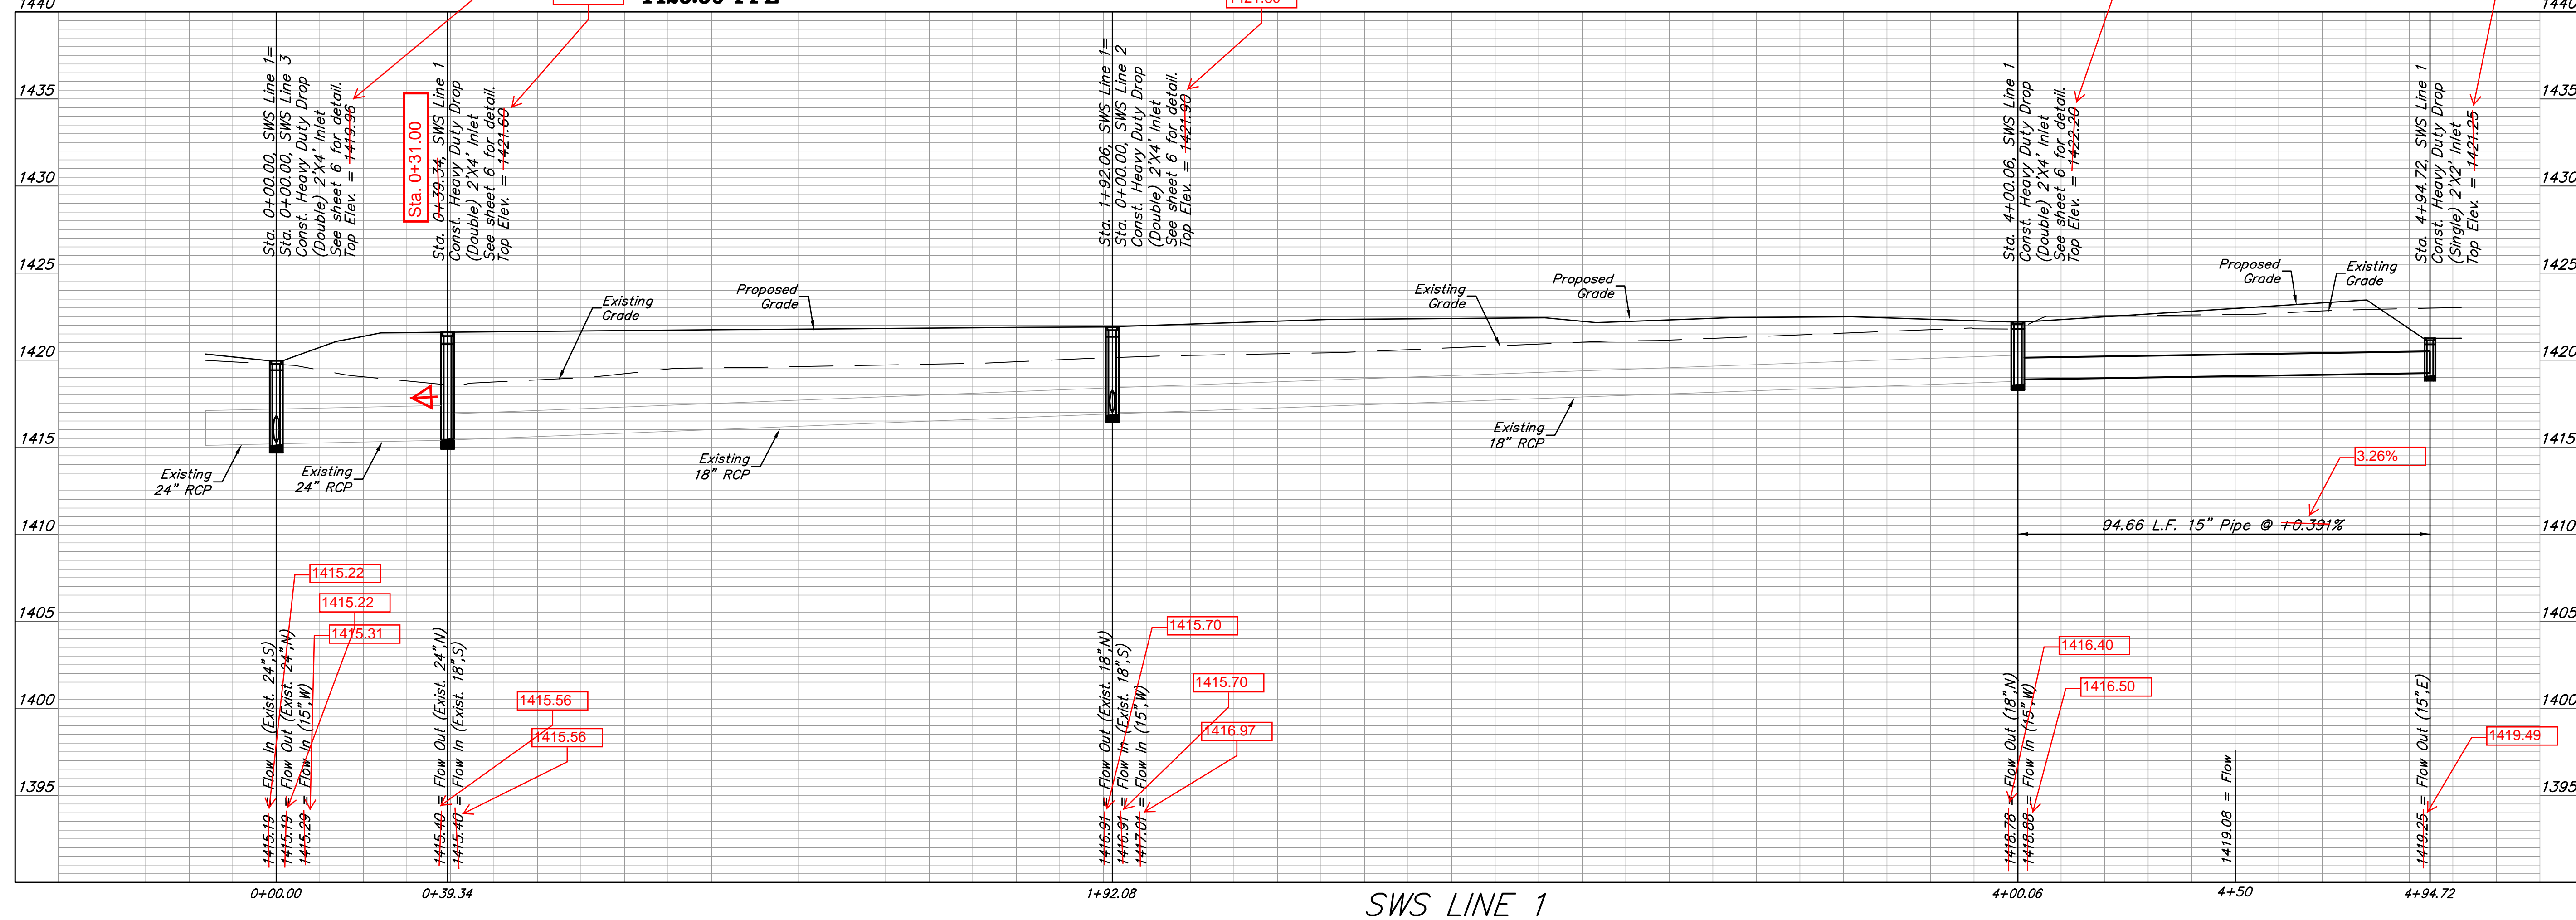 1440
1440
1435
1435
1430
1430
1425
1425
1420
1420
1415
1415
1410
1410
1405
1405
1400
1400
1395
1395
Sta. 0+00.00, SWS Line 1=
Sta. 0+00.00, SWS Line 3
Const. Heavy Duty Drop
(Double) 2'X4' Inlet
See sheet 6 for detail.
Top Elev. = 1419.96
Sta. 0+31.00
Sta. 0+39.34, SWS Line 1
Const. Heavy Duty Drop
(Double) 2'X4' Inlet
See sheet 6 for detail.
Top Elev. = 1421.60
Sta. 1+92.06, SWS Line 1=
Sta. 0+00.00, SWS Line 2
Const. Heavy Duty Drop
(Double) 2'X4' Inlet
See sheet 6 for detail.
Top Elev. = 1421.90
Sta. 4+00.06, SWS Line 1
Const. Heavy Duty Drop
(Double) 2'X4' Inlet
See sheet 6 for detail.
Top Elev. = 1422.20
Sta. 4+94.72, SWS Line 1
Const. Heavy Duty Drop
(Single) 2'X2' Inlet
Top Elev. = 1421.25
Existing
Grade
Proposed
Grade
Existing
Grade
Proposed
Grade
Proposed
Grade
Existing
Grade
Existing
24" RCP
Existing
24" RCP
Existing
18" RCP
Existing
18" RCP
3.26%
94.66 L.F. 15" Pipe @ +0.391%
1415.22
1415.22
1415.31
1415.19 = Flow In (Exist. 24",S)
1415.19 = Flow Out (Exist. 24",N)
1415.29 = Flow In (15",W)
1415.56
1415.56
1415.40 = Flow Out (Exist. 24",N)
1415.40 = Flow In (Exist. 18",S)
1415.70
1415.70
1416.97
1416.91 = Flow Out (Exist. 18",N)
1416.91 = Flow In (Exist. 18",S)
1417.01 = Flow In (15",W)
1416.40
1416.50
1418.78 = Flow Out (18",N)
1418.88 = Flow In (15",W)
1419.08 = Flow
1419.49
1419.25 = Flow Out (15",E)
0+00.00
0+39.34
1+92.08
4+00.06
4+50
4+94.72
SWS LINE 1